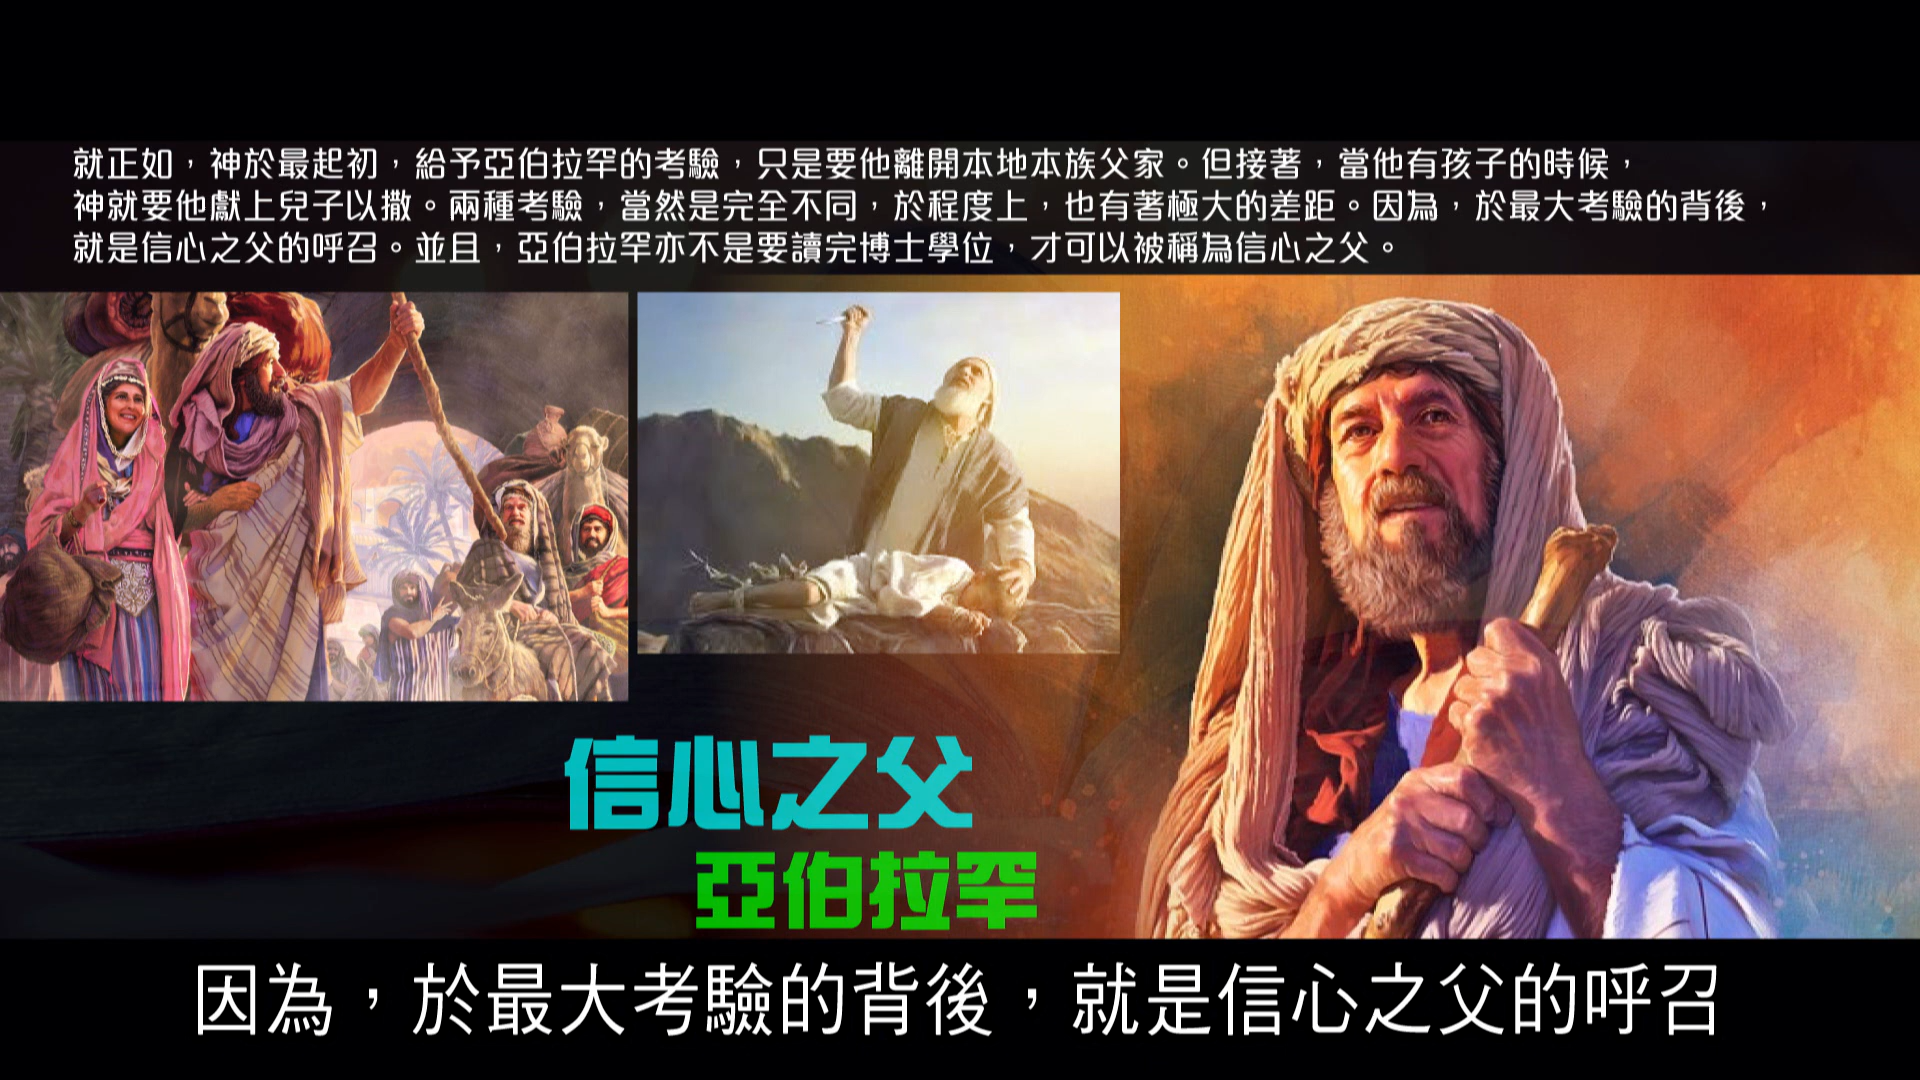 就正如，神於最起初，給予亞伯拉罕的考驗，只是要他離開本地本族父家。但接著，當他有孩子的時候，
神就要他獻上兒子以撒。兩種考驗，當然是完全不同，於程度上，也有著極大的差距。因為，於最大考驗的背後，
就是信心之父的呼召。並且，亞伯拉罕亦不是要讀完博士學位，才可以被稱為信心之父。
信心之父
亞伯拉罕
因為，於最大考驗的背後，就是信心之父的呼召